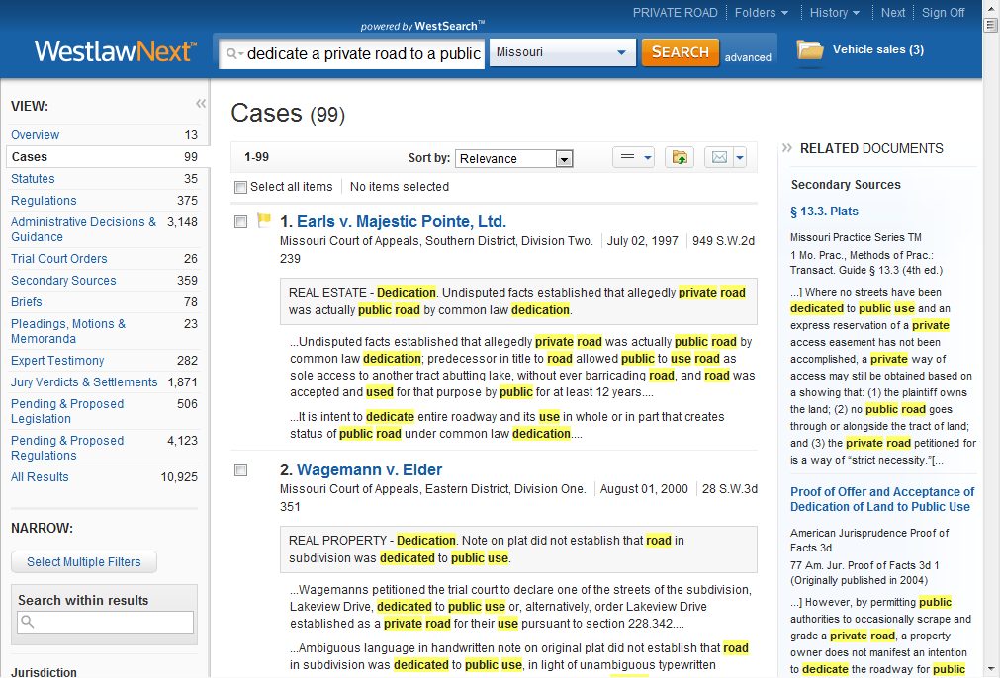 PRIVATE ROAD Folders History Next Sign Off
powered by WestSearch™
WestlawNext™
dedicate a private road to a public
Missouri
SEARCH
advanced
Vehicle sales (3)
VIEW:
Overview 13
Cases 99
Statutes 35
Regulations 375
Administrative Decisions & 3,148
Guidance
Trial Court Orders 26
Secondary Sources 359
Briefs 78
Pleadings, Motions & 23
Memoranda
Expert Testimony 282
Jury Verdicts & Settlements 1,871
Pending & Proposed 506
Legislation
Pending & Proposed 4,123
Regulations
All Results 10,925
NARROW:
Select Multiple Filters
Search within results
Jurisdiction
Cases (99)
1-99
Sort by: Relevance
Select all items No items selected
1. Earls v. Majestic Pointe, Ltd.
Missouri Court of Appeals, Southern District, Division Two. July 02, 1997 949 S.W.2d
239
REAL ESTATE - Dedication. Undisputed facts established that allegedly private road
was actually public road by common law dedication.
...Undisputed facts established that allegedly private road was actually public road by
common law dedication; predecessor in title to road allowed public to use road as
sole access to another tract abutting lake, without ever barricading road, and road was
accepted and used for that purpose by public for at least 12 years....
...It is intent to dedicate entire roadway and its use in whole or in part that creates
status of public road under common law dedication....
2. Wagemann v. Elder
Missouri Court of Appeals, Eastern District, Division One. August 01, 2000 28 S.W.3d
351
REAL PROPERTY - Dedication. Note on plat did not establish that road in
subdivision was dedicated to public use.
...Wagemanns petitioned the trial court to declare one of the streets of the subdivision,
Lakeview Drive, dedicated to public use or, alternatively, order Lakeview Drive
established as a private road for their use pursuant to section 228.342....
...Ambiguous language in handwritten note on original plat did not establish that road
in subdivision was dedicated to public use, in light of unambiguous typewritten
RELATED DOCUMENTS
Secondary Sources
§ 13.3. Plats
Missouri Practice Series TM
1 Mo. Prac., Methods of Prac.:
Transact. Guide § 13.3 (4th ed.)
...] Where no streets have been
dedicated to public use and an
express reservation of a private
access easement has not been
accomplished, a private way of
access may still be obtained based on
a showing that: (1) the plaintiff owns
the land; (2) no public road goes
through or alongside the tract of land;
and (3) the private road petitioned for
is a way of “strict necessity.”[...
Proof of Offer and Acceptance of
Dedication of Land to Public Use
American Jurisprudence Proof of
Facts 3d
77 Am. Jur. Proof of Facts 3d 1
(Originally published in 2004)
...] However, by permitting public
authorities to occasionally scrape and
grade a private road, a property
owner does not manifest an intention
to dedicate the roadway for public